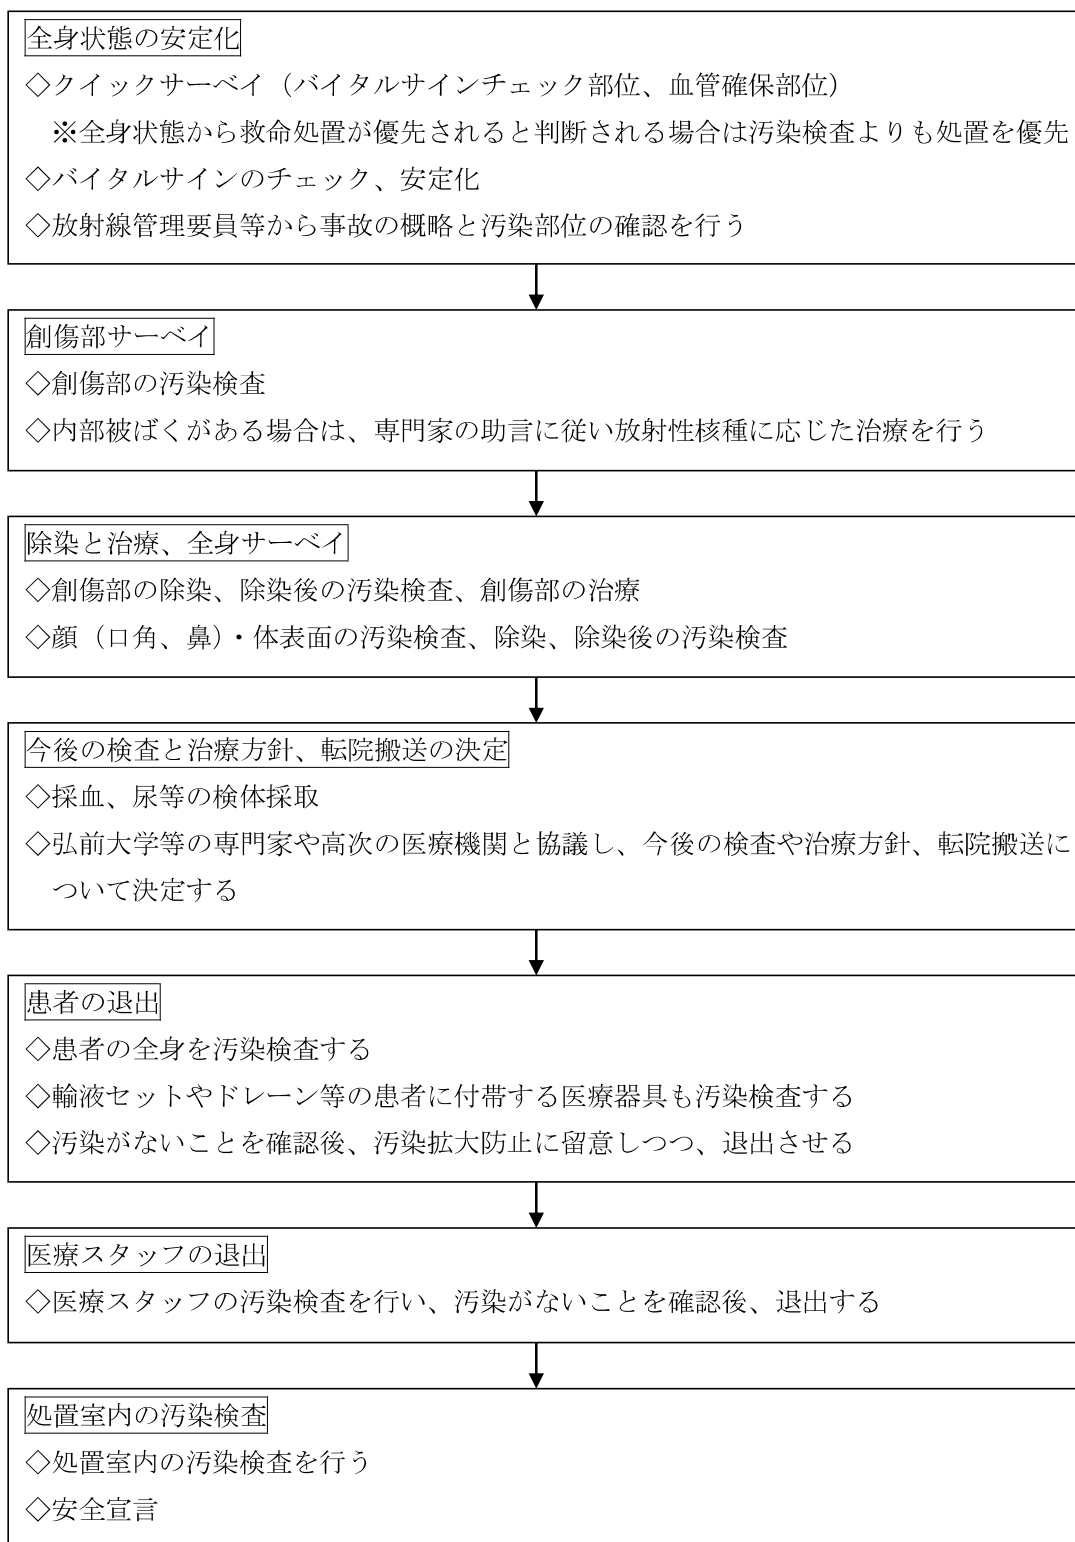 全身状態の安定化
◇クイックサーベイ（バイタルサインチェック部位、血管確保部位）
※全身状態から救命処置が優先されると判断される場合は汚染検査よりも処置を優先
◇バイタルサインのチェック、安定化
◇放射線管理要員等から事故の概略と汚染部位の確認を行う
創傷部サーベイ
◇創傷部の汚染検査
◇内部被ばくがある場合は、専門家の助言に従い放射性核種に応じた治療を行う
除染と治療、全身サーベイ
◇創傷部の除染、除染後の汚染検査、創傷部の治療
◇顔（口角、鼻）・体表面の汚染検査、除染、除染後の汚染検査
今後の検査と治療方針、転院搬送の決定
◇採血、尿等の検体採取
◇弘前大学等の専門家や高次の医療機関と協議し、今後の検査や治療方針、転院搬送に
ついて決定する
患者の退出
◇患者の全身を汚染検査する
◇輸液セットやドレーン等の患者に付帯する医療器具も汚染検査する
◇汚染がないことを確認後、汚染拡大防止に留意しつつ、退出させる
医療スタッフの退出
◇医療スタッフの汚染検査を行い、汚染がないことを確認後、退出する
処置室内の汚染検査
◇処置室内の汚染検査を行う
◇安全宣言